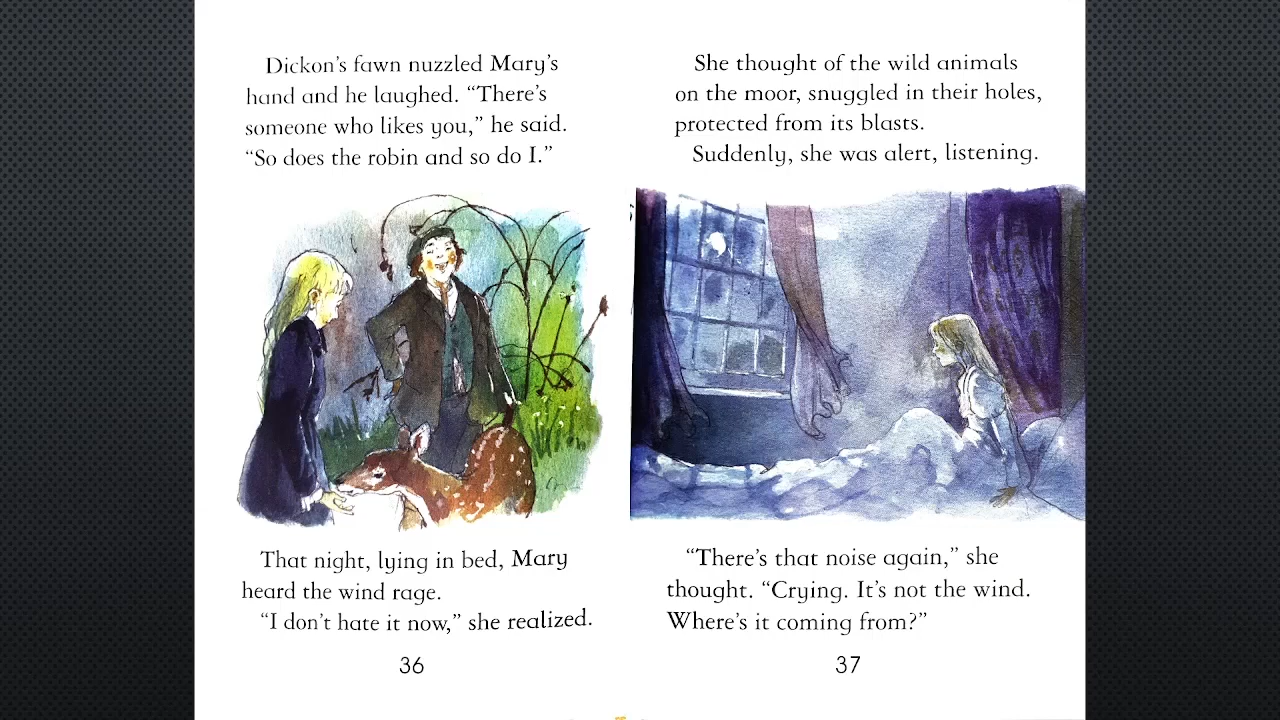 Dickon's fawn nuzzled Mary's
hand and he laughed. “There's
someone who likes you,” he said.
“So does the robin and so do I.”
That night, lying in bed, Mary
heard the wind rage.
“I don't hate it now,” she realized.
36
She thought of the wild animals
on the moor, snuggled in their holes,
protected from its blasts.
Suddenly, she was alert, listening.
“There's that noise again,” she
thought. “Crying. It's not the wind.
Where's it coming from?”
37